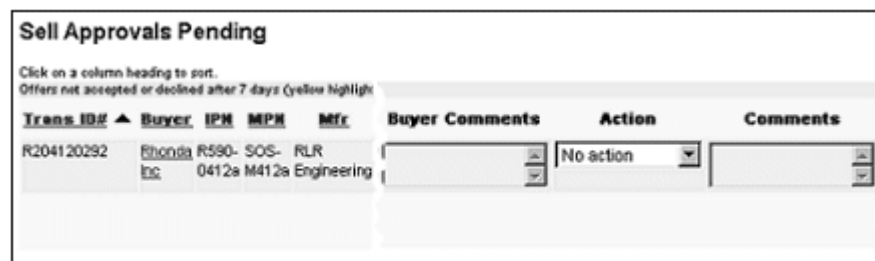 Sell Approvals Pending
Click on a column heading to sort.
Offers not accepted or declined after 7 days (yellow highlight
Trans ID# ▲ Buyer IPN MPN Mfr Buyer Comments Action Comments
R204120292 Rhonda R590- SOS- RLR No action
Inc 0412a M412a Engineering